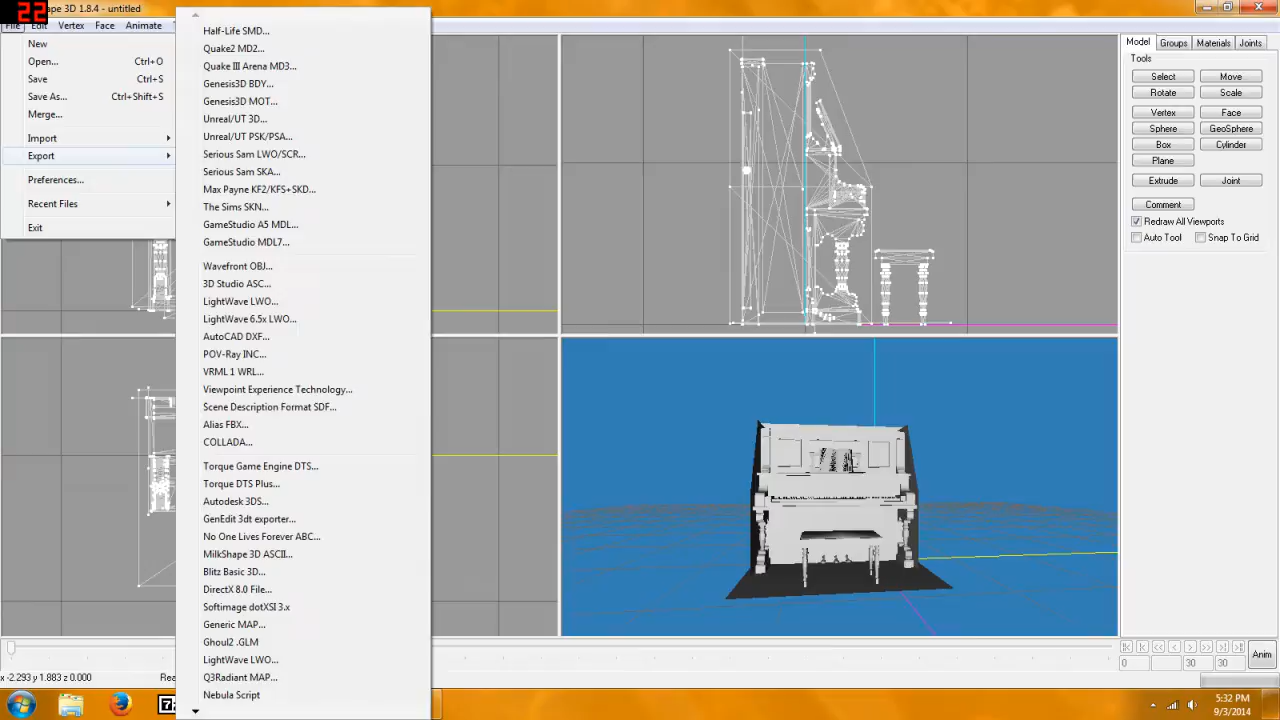 22
ape 3D 1.8.4 - untitled
File Edit Vertex Face Animate
New
Open... Ctrl+O
Save Ctrl+S
Save As... Ctrl+Shift+S
Merge...
Import
Export
Preferences...
Recent Files
Exit
Half-Life SMD...
Quake2 MD2...
Quake III Arena MD3...
Genesis3D BDY...
Genesis3D MOT...
Unreal/UT 3D...
Unreal/UT PSK/PSA...
Serious Sam LWO/SCR...
Serious Sam SKA...
Max Payne KF2/KFS+SKD...
The Sims SKN...
GameStudio A5 MDL...
GameStudio MDL7...
Wavefront OBJ...
3D Studio ASC...
LightWave LWO...
LightWave 6.5x LWO...
AutoCAD DXF...
POV-Ray INC...
VRML 1 WRL...
Viewpoint Experience Technology...
Scene Description Format SDF...
Alias FBX...
COLLADA...
Torque Game Engine DTS...
Torque DTS Plus...
Autodesk 3DS...
GenEdit 3dt exporter...
No One Lives Forever ABC...
MilkShape 3D ASCII...
Blitz Basic 3D...
DirectX 8.0 File...
Softimage dotXSI 3.x
Generic MAP...
Ghoul2 .GLM
LightWave LWO...
Q3Radiant MAP...
Nebula Script
Model Groups Materials Joints
Tools
Select Move
Rotate Scale
Vertex Face
Sphere GeoSphere
Box Cylinder
Plane
Extrude Joint
Comment
Redraw All Viewports
Auto Tool Snap To Grid
0 30 30
Anim
x -2.293 y 1.883 z 0.000 Rea
5:32 PM
9/3/2014